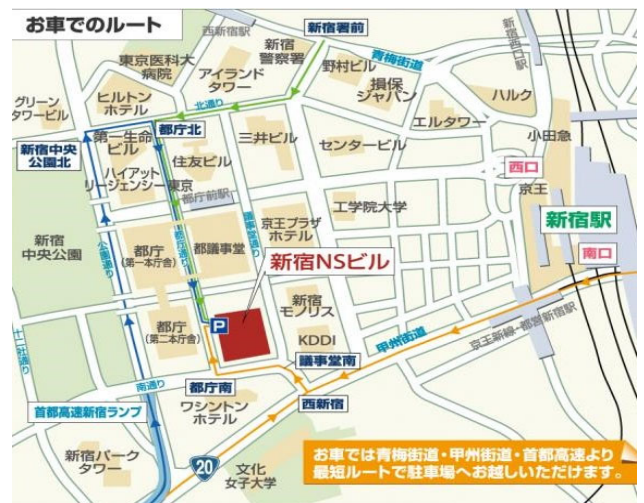 お車でのルート
西新宿駅
新宿署前
青梅街道
新宿西口駅
東京医科大
病院
アイランド
タワー
新宿
警察署
野村ビル
損保
ジャパン
ハルク
グリーン
タワービル
ヒルトン
ホテル
北通り
エルタワー
小田急
新宿中央
公園北
第一生命
ビル
都庁北
住友ビル
三井ビル
センタービル
西口
京王
ハイアット
リージェンシー東京
都庁前駅
工学院大学
新宿駅
南口
新宿
中央公園
公園通り
都庁
(第一本庁舎)
都庁通り
都議事堂
議事堂通り
京王プラザ
ホテル
新宿NSビル
十二社通り
都庁
(第二本庁舎)
P
新宿
モノリス
KDDI
甲州街道
京王新線・都営新宿駅
議事堂南
南通り
都庁南
西新宿
首都高速新宿ランプ
ワシントン
ホテル
新宿パーク
タワー
20
文化
女子大学
お車では青梅街道・甲州街道・首都高速より
最短ルートで駐車場へお越しいただけます。